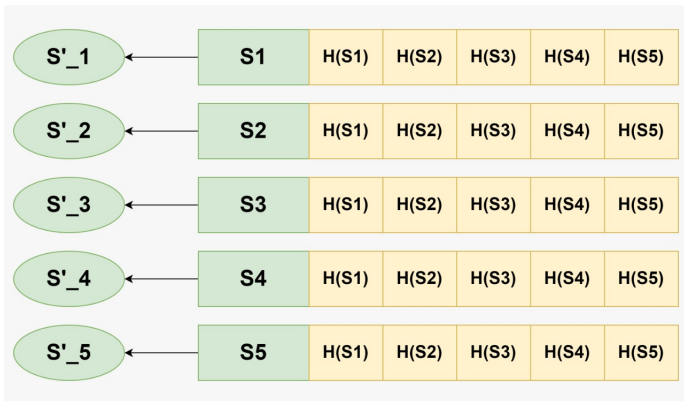 S'_1 S1 H(S1) H(S2) H(S3) H(S4) H(S5)
S'_2 S2 H(S1) H(S2) H(S3) H(S4) H(S5)
S'_3 S3 H(S1) H(S2) H(S3) H(S4) H(S5)
S'_4 S4 H(S1) H(S2) H(S3) H(S4) H(S5)
S'_5 S5 H(S1) H(S2) H(S3) H(S4) H(S5)